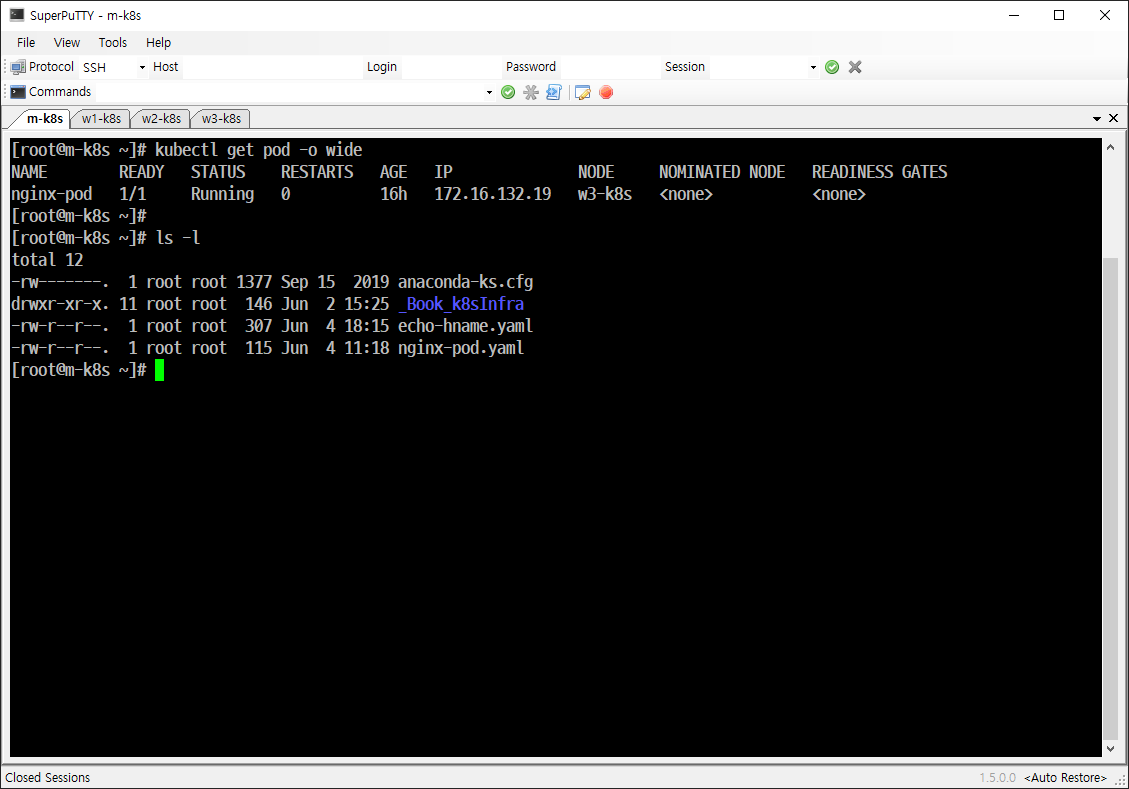 SuperPuTTY - m-k8s
File View Tools Help
Protocol SSH Host Login Password Session
Commands
m-k8s w1-k8s w2-k8s w3-k8s
[root@m-k8s ~]# kubectl get pod -o wide
NAME READY STATUS RESTARTS AGE IP NODE NOMINATED NODE READINESS GATES
nginx-pod 1/1 Running 0 16h 172.16.132.19 w3-k8s <none> <none>
[root@m-k8s ~]#
[root@m-k8s ~]# ls -l
total 12
-rw-------. 1 root root 1377 Sep 15 2019 anaconda-ks.cfg
drwxr-xr-x. 11 root root 146 Jun 2 15:25 _Book_k8sInfra
-rw-r--r--. 1 root root 307 Jun 4 18:15 echo-hname.yaml
-rw-r--r--. 1 root root 115 Jun 4 11:18 nginx-pod.yaml
[root@m-k8s ~]#
Closed Sessions 1.5.0.0 <Auto Restore>